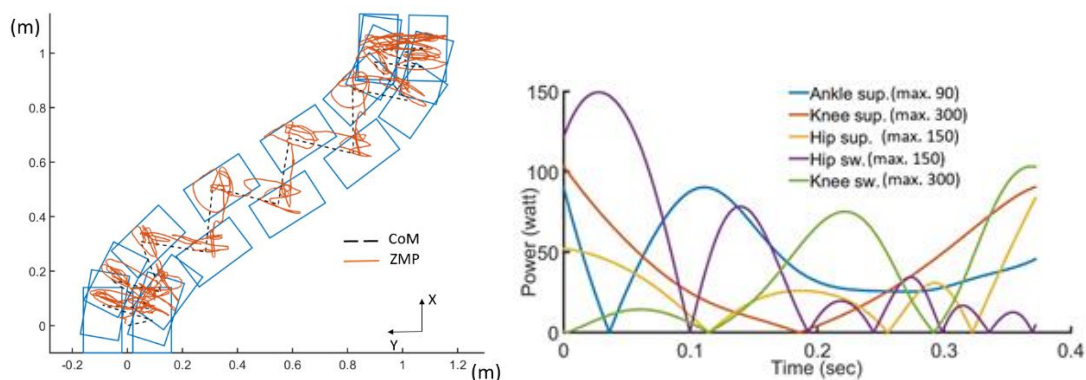 (m)
1
0.8
0.6
0.4
0.2
0
-0.2 0 0.2 0.4 0.6 0.8 1 1.2
(m)
CoM
ZMP
X
Y
150
100
50
0
Power (watt)
Ankle sup.(max. 90)
Knee sup.(max. 300)
Hip sup. (max. 150)
Hip sw.(max. 150)
Knee sw.(max. 300)
0 0.1 0.2 0.3 0.4
Time (sec)